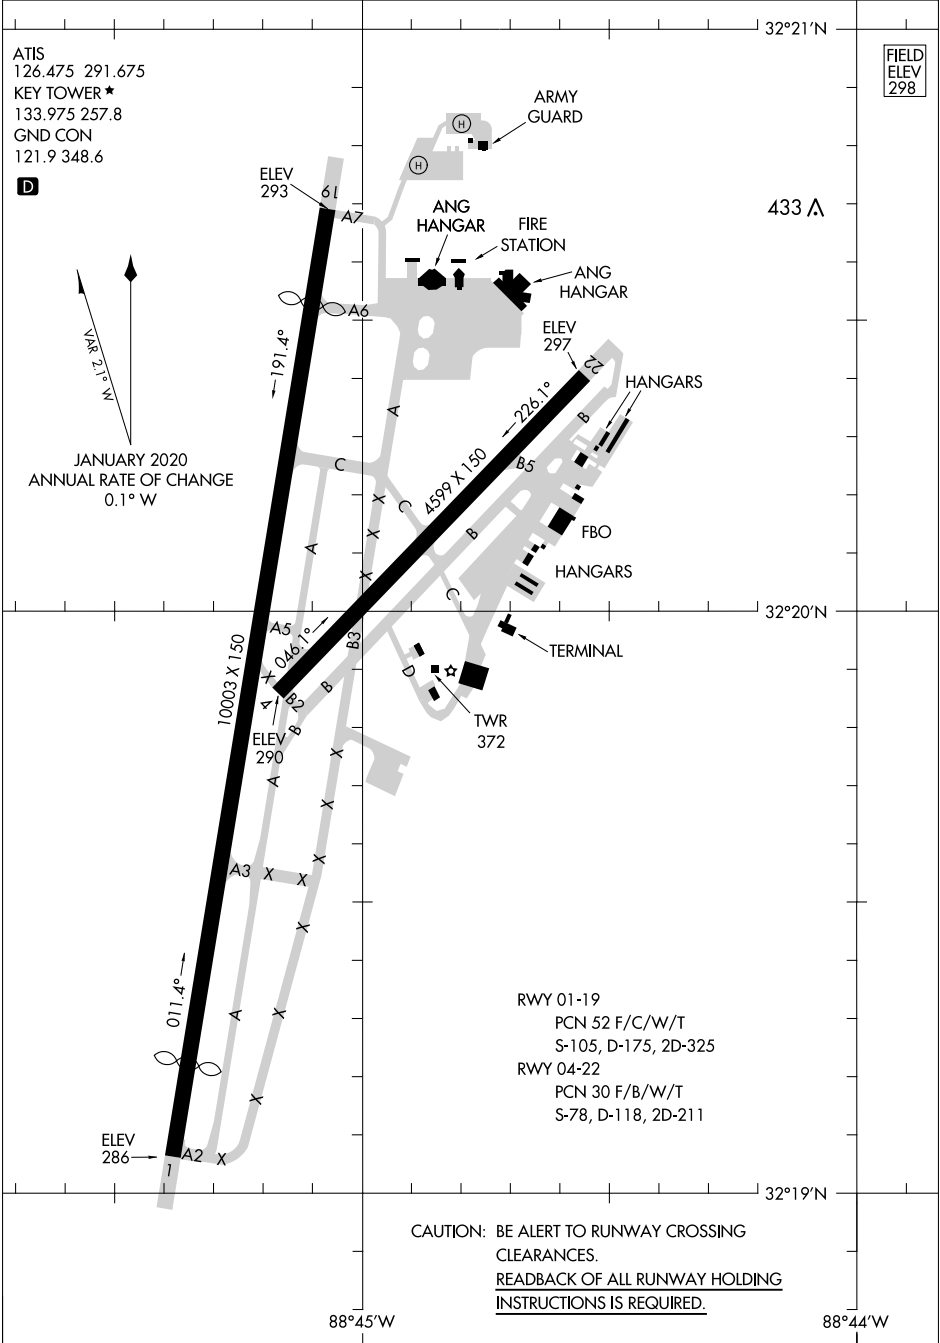 32°21'N
ATIS
126.475 291.675
KEY TOWER ★
133.975 257.8
GND CON
121.9 348.6
D
FIELD
ELEV
298
ARMY
GUARD
H
H
ELEV
293
19
A7
433
ANG
HANGAR
FIRE
STATION
ANG
HANGAR
A6
VAR 2.1° W
191.4°
ELEV
297
22
HANGARS
226.1°
A
B
JANUARY 2020
ANNUAL RATE OF CHANGE
0.1° W
C
B5
4599 X 150
X
C
X
B
FBO
A
X
HANGARS
C
32°20'N
A5
046.1°
B3
TERMINAL
10003 X 150
X
D
B
4
B2
TWR
372
B
ELEV
290
X
A
X
X
A3
X
X
X
011.4°
A
X
RWY 01-19
PCN 52 F/C/W/T
S-105, D-175, 2D-325
RWY 04-22
PCN 30 F/B/W/T
S-78, D-118, 2D-211
X
ELEV
286
A2
X
1
32°19'N
CAUTION: BE ALERT TO RUNWAY CROSSING
CLEARANCES.
READBACK OF ALL RUNWAY HOLDING
INSTRUCTIONS IS REQUIRED.
88°45'W
88°44'W